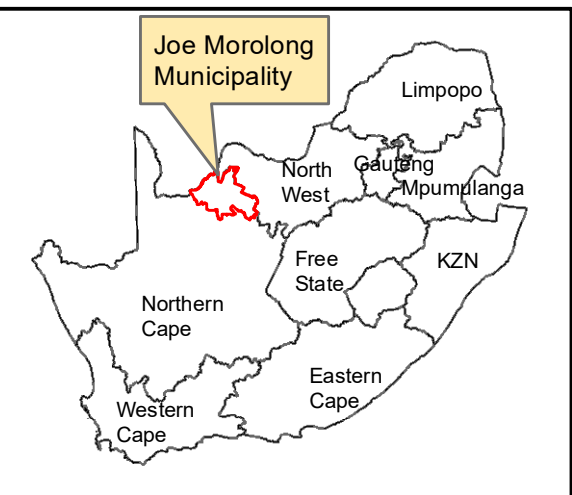 Joe Morolong
Municipality
Limpopo
North
West
Gauteng
Mpumulanga
Free
State
KZN
Northern
Cape
Eastern
Cape
Western
Cape